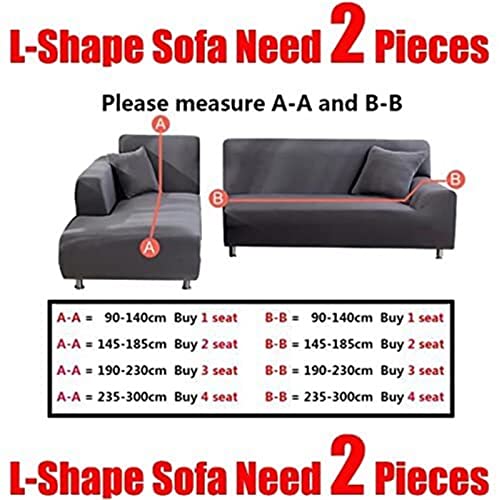 L-Shape Sofa Need 2 Pieces
Please measure A-A and B-B
A
A
B
B
A-A = 90-140cm Buy 1 seat
B-B = 90-140cm Buy 1 seat
A-A = 145-185cm Buy 2 seat
B-B = 145-185cm Buy 2 seat
A-A = 190-230cm Buy 3 seat
B-B = 190-230cm Buy 3 seat
A-A = 235-300cm Buy 4 seat
B-B = 235-300cm Buy 4 seat
L-Shape Sofa Need 2 Pieces